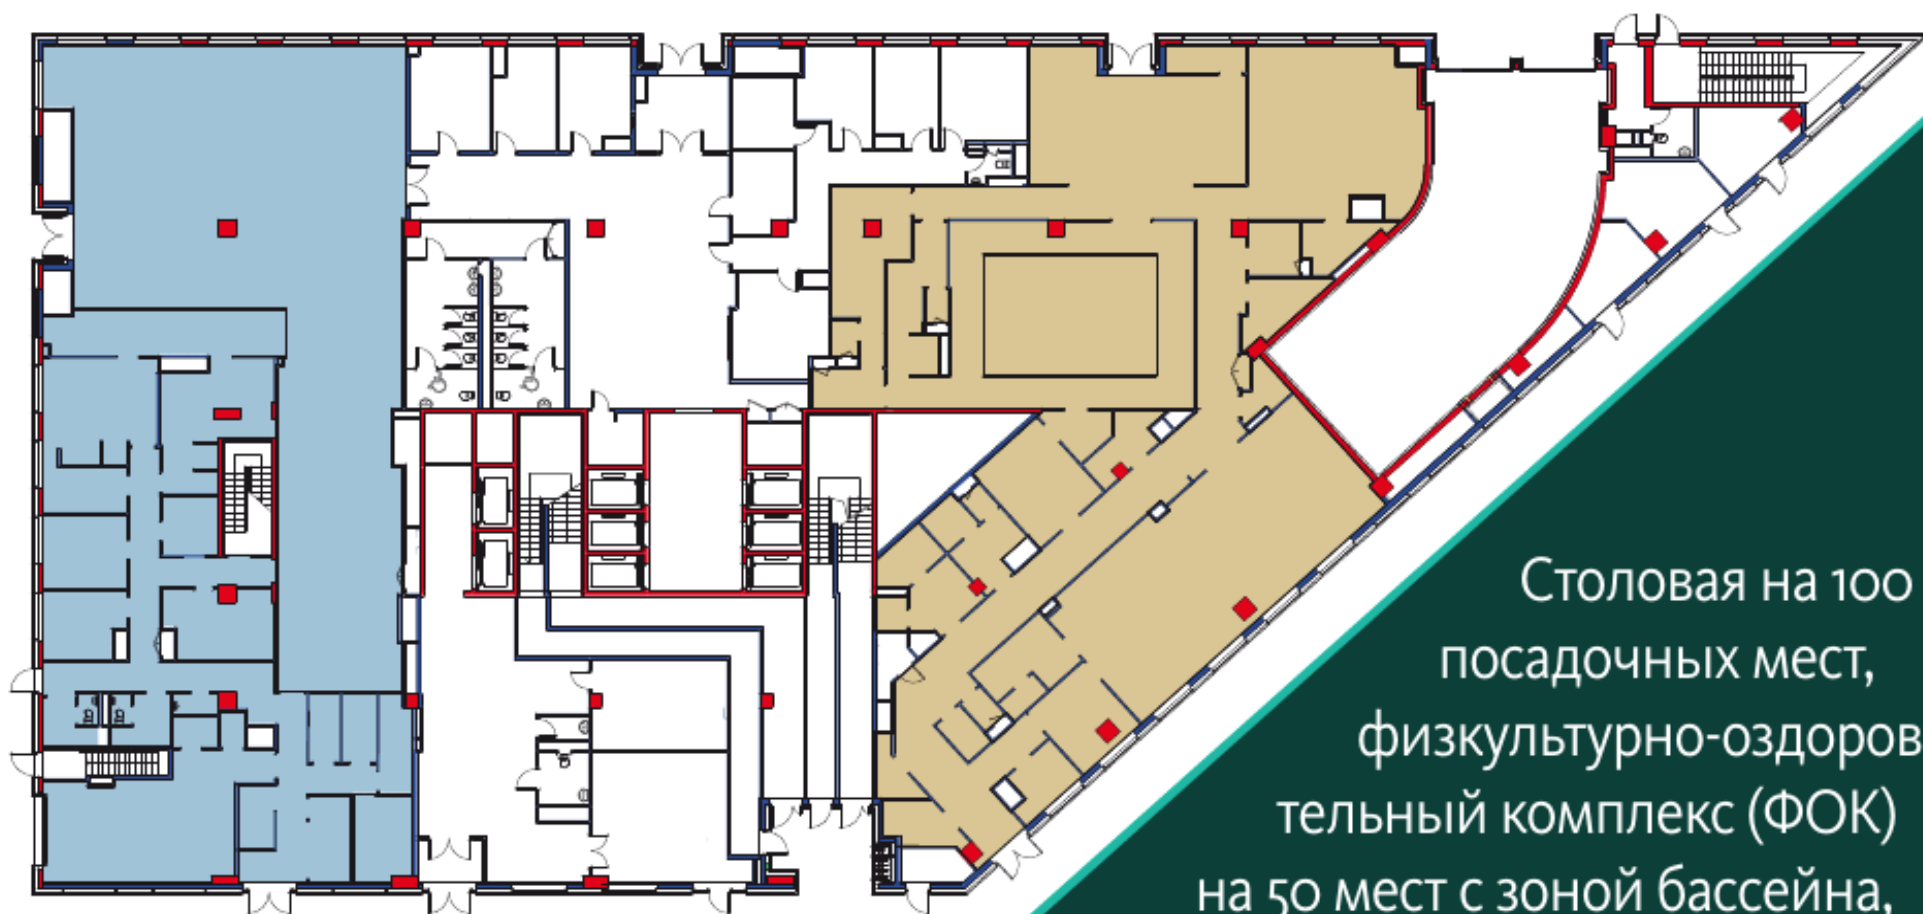 Столовая на 100
посадочных мест,
физкультурно-оздоров
тельный комплекс (ФОК)
на 50 мест с зоной бассейна,